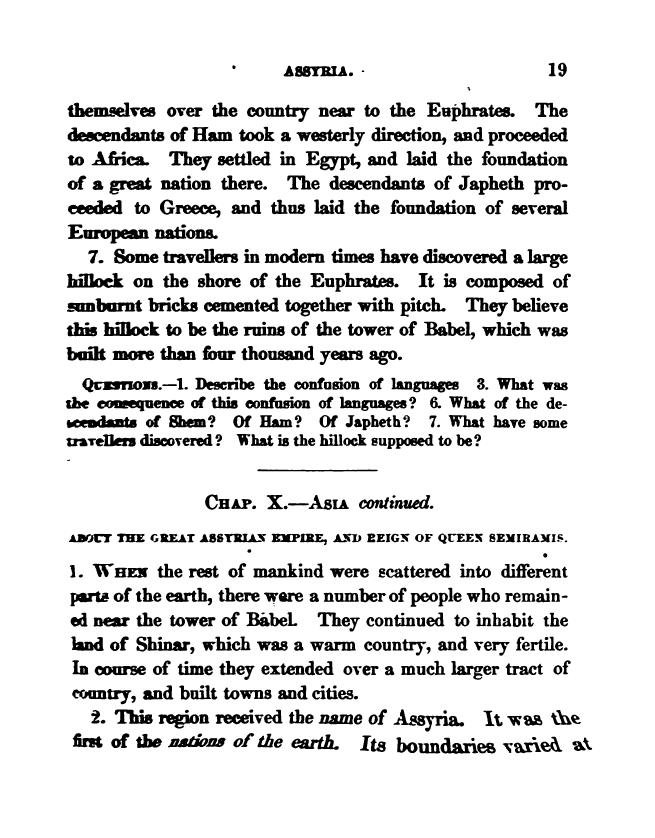 ASSYRIA. 19
themselves over the country near to the Euphrates. The
descendants of Ham took a westerly direction, and proceeded
to Africa. They settled in Egypt, and laid the foundation
of a great nation there. The descendants of Japheth pro-
ceeded to Greece, and thus laid the foundation of several
European nations.
7. Some travellers in modern times have discovered a large
hillock on the shore of the Euphrates. It is composed of
sunburnt bricks cemented together with pitch. They believe
this hillock to be the ruins of the tower of Babel, which was
built more than four thousand years ago.
QUESTIONS.—1. Describe the confusion of languages 3. What was
the consequence of this confusion of languages? 6. What of the de-
scendants of Shem? Of Ham? Of Japheth? 7. What have some
travellers discovered? What is the hillock supposed to be?
CHAP. X.—ASIA continued.
ABOUT THE GREAT ASSYRIAN EMPIRE, AND REIGN OF QUEEN SEMIRAMIS.
1. WHEN the rest of mankind were scattered into different
parts of the earth, there were a number of people who remain-
ed near the tower of Babel. They continued to inhabit the
land of Shinar, which was a warm country, and very fertile.
In course of time they extended over a much larger tract of
country, and built towns and cities.
2. This region received the name of Assyria. It was the
first of the nations of the earth. Its boundaries varied at